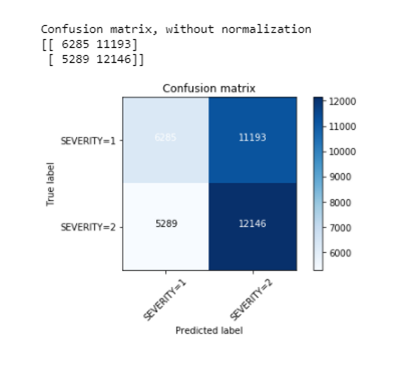 Confusion matrix, without normalization
[[ 6285 11193]
 [ 5289 12146]]
Confusion matrix
SEVERITY=1
6285
11193
SEVERITY=2
5289
12146
True label
12000
11000
10000
9000
8000
7000
6000
SEVERITY=1
SEVERITY=2
Predicted label